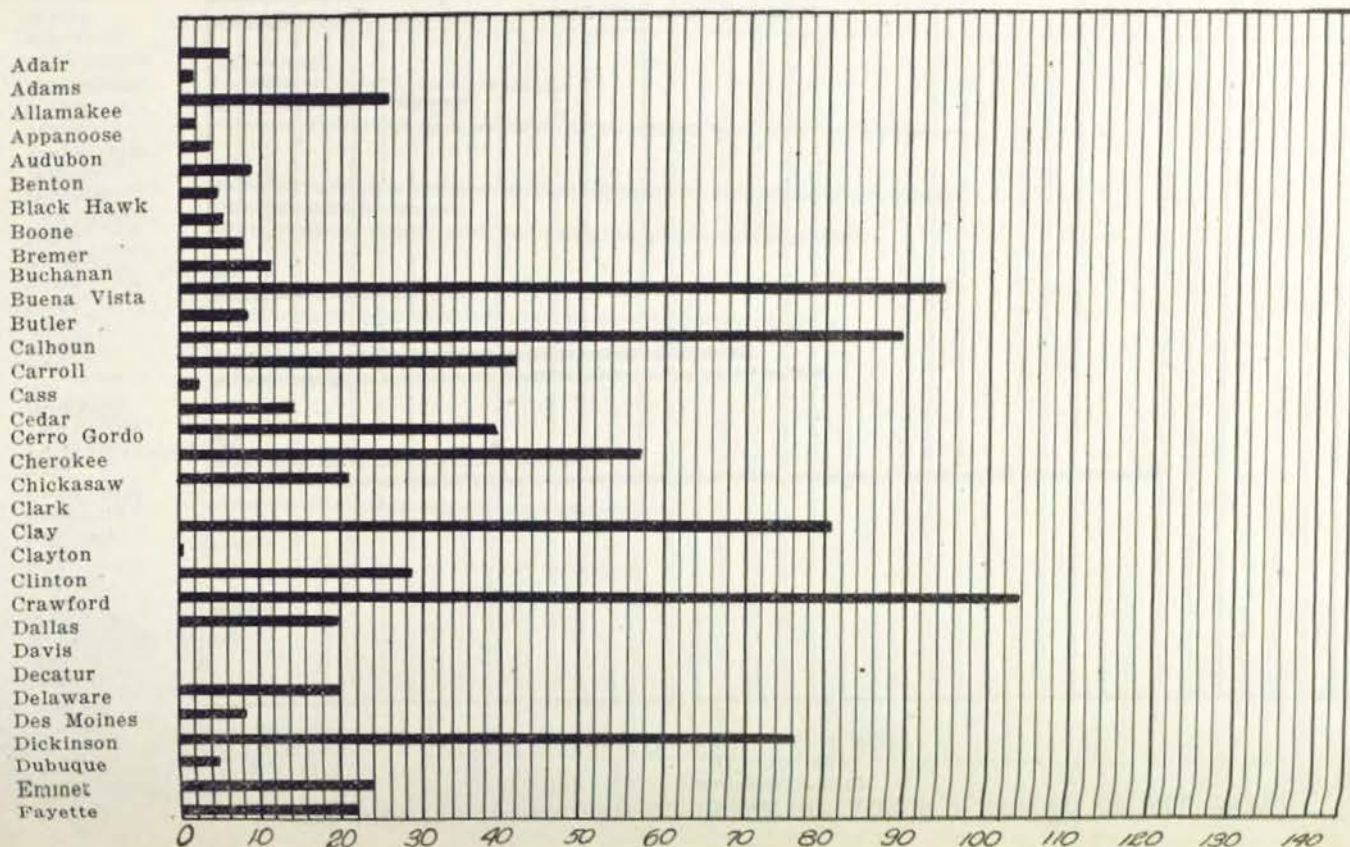 Adair
Adams
Allamakee
Appanoose
Audubon
Benton
Black Hawk
Boone
Bremer
Buchanan
Buena Vista
Butler
Calhoun
Carroll
Cass
Cedar
Cerro Gordo
Cherokee
Chickasaw
Clark
Clay
Clayton
Clinton
Crawford
Dallas
Davis
Decatur
Delaware
Des Moines
Dickinson
Dubuque
Emmet
Fayette
0 10 20 30 40 50 60 70 80 90 100 110 120 130 140